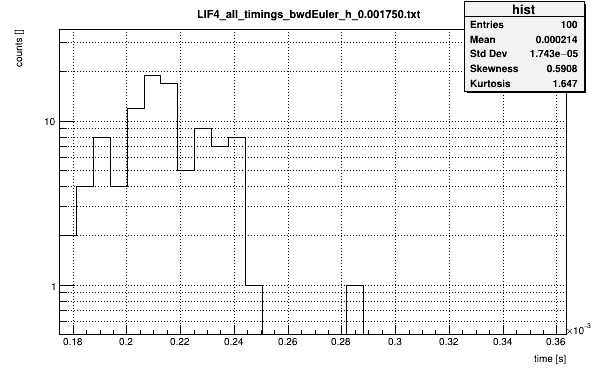 LIF4_all_timings_bwdEuler_h_0.001750.txt
hist
Entries 100
Mean 0.000214
Std Dev 1.743e−05
Skewness 0.5908
Kurtosis 1.647
counts []
10
1
0.18 0.2 0.22 0.24 0.26 0.28 0.3 0.32 0.34 0.36
×10⁻³
time [s]